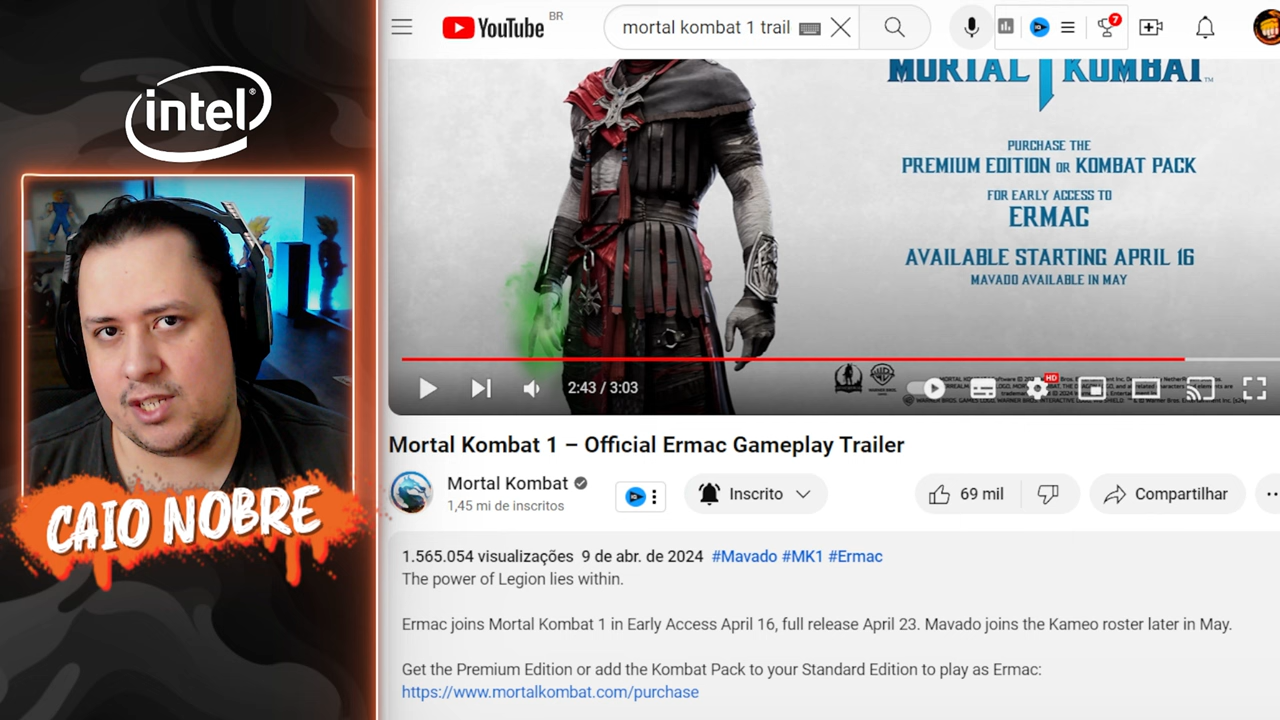 intel®
CAIO NOBRE
YouTube BR
mortal kombat 1 trail
7
MORTAL KOMBAT™
PURCHASE THE
PREMIUM EDITION OR KOMBAT PACK
FOR EARLY ACCESS TO
ERMAC
AVAILABLE STARTING APRIL 16
MAVADO AVAILABLE IN MAY
2:43 / 3:03
HD
Mortal Kombat 1 – Official Ermac Gameplay Trailer
Mortal Kombat
1,45 mi de inscritos
Inscrito
69 mil
Compartilhar
1.565.054 visualizações 9 de abr. de 2024 #Mavado #MK1 #Ermac
The power of Legion lies within.
Ermac joins Mortal Kombat 1 in Early Access April 16, full release April 23. Mavado joins the Kameo roster later in May.
Get the Premium Edition or add the Kombat Pack to your Standard Edition to play as Ermac:
https://www.mortalkombat.com/purchase